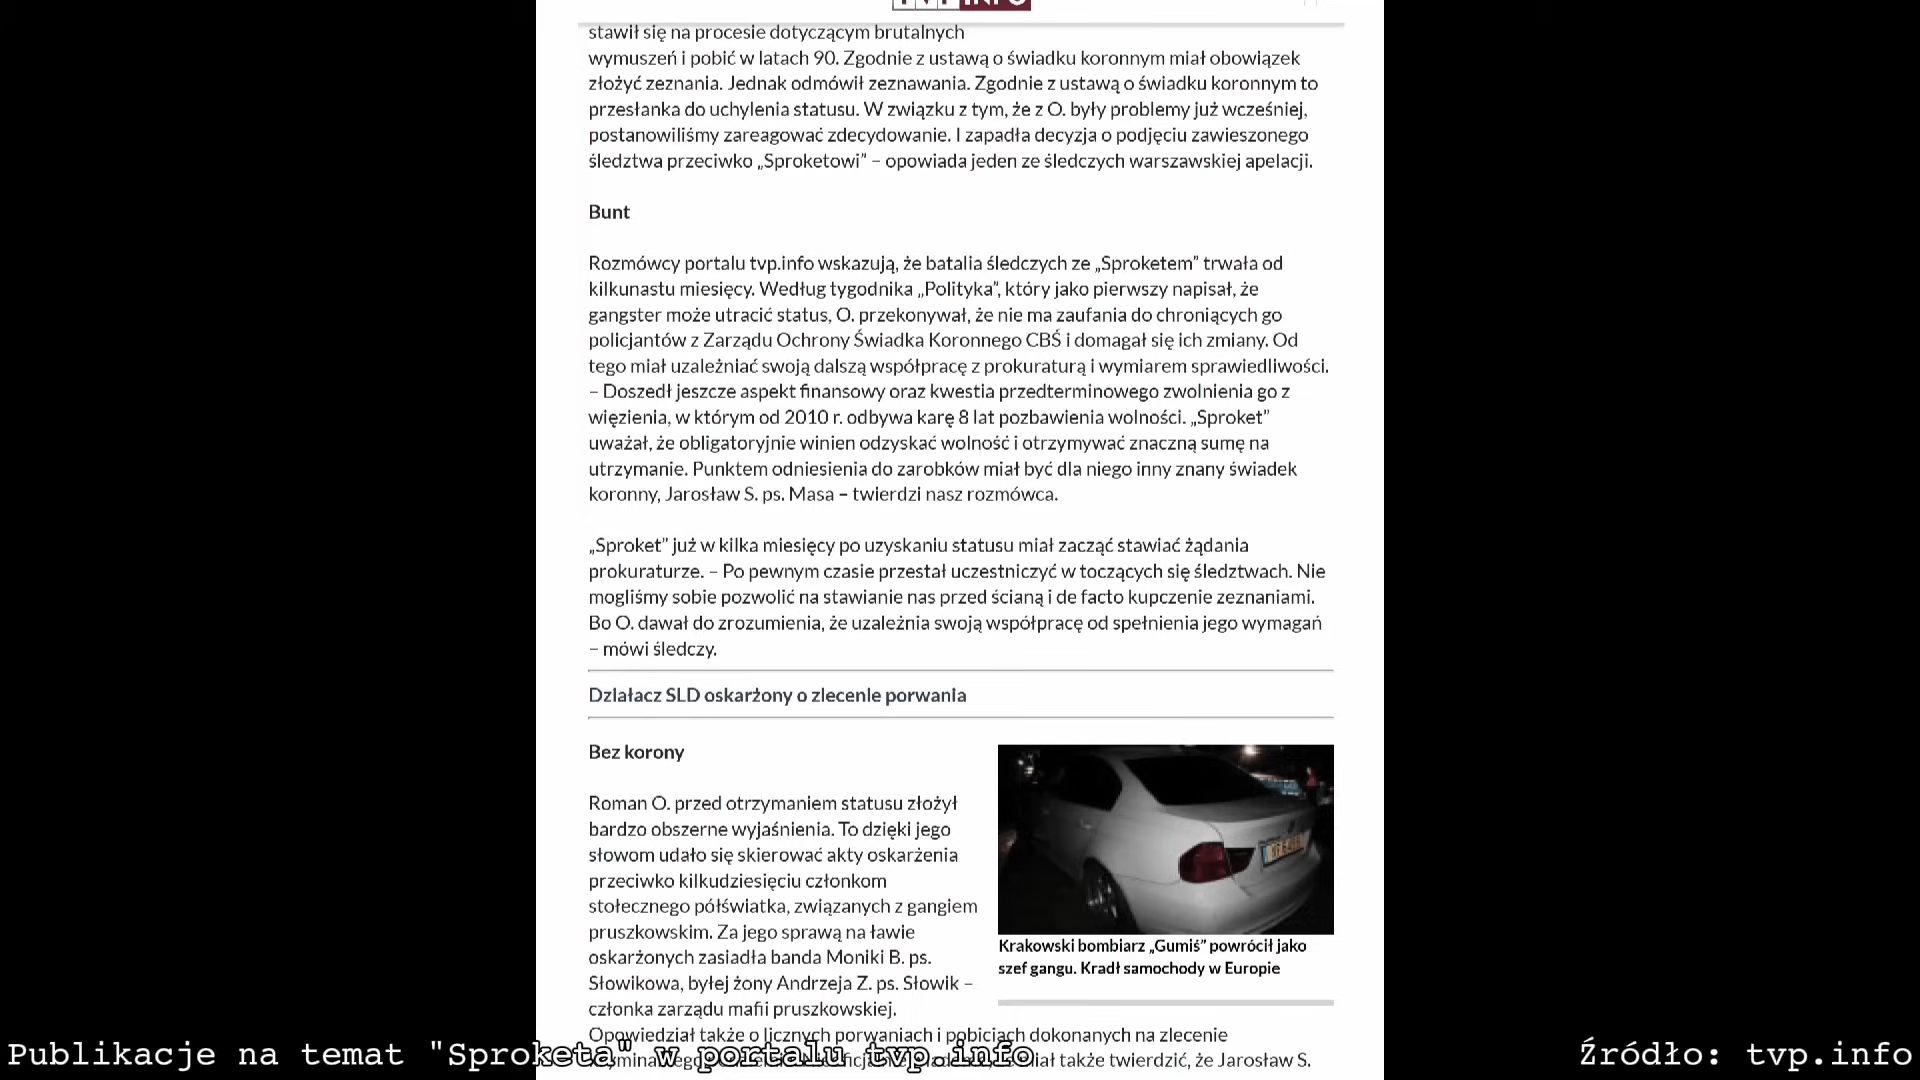 TVP INFO
stawił się na procesie dotyczącym brutalnych
wymuszeń i pobić w latach 90. Zgodnie z ustawą o świadku koronnym miał obowiązek
złożyć zeznania. Jednak odmówił zeznawania. Zgodnie z ustawą o świadku koronnym to
przesłanka do uchylenia statusu. W związku z tym, że z O. były problemy już wcześniej,
postanowiliśmy zareagować zdecydowanie. I zapadła decyzja o podjęciu zawieszonego
śledztwa przeciwko „Sproketowi” – opowiada jeden ze śledczych warszawskiej apelacji.
Bunt
Rozmówcy portalu tvp.info wskazują, że batalia śledczych ze „Sproketem” trwała od
kilkunastu miesięcy. Według tygodnika „Polityka”, który jako pierwszy napisał, że
gangster może utracić status, O. przekonywał, że nie ma zaufania do chroniących go
policjantów z Zarządu Ochrony Świadka Koronnego CBŚ i domagał się ich zmiany. Od
tego miał uzależniać swoją dalszą współpracę z prokuraturą i wymiarem sprawiedliwości.
– Doszedł jeszcze aspekt finansowy oraz kwestia przedterminowego zwolnienia go z
więzienia, w którym od 2010 r. odbywa karę 8 lat pozbawienia wolności. „Sproket”
uważał, że obligatoryjnie winien odzyskać wolność i otrzymywać znaczną sumę na
utrzymanie. Punktem odniesienia do zarobków miał być dla niego inny znany świadek
koronny, Jarosław S. ps. Masa – twierdzi nasz rozmówca.
„Sproket” już w kilka miesięcy po uzyskaniu statusu miał zacząć stawiać żądania
prokuraturze. – Po pewnym czasie przestał uczestniczyć w toczących się śledztwach. Nie
mogliśmy sobie pozwolić na stawianie nas przed ścianą i de facto kupczenie zeznaniami.
Bo O. dawał do zrozumienia, że uzależnia swoją współpracę od spełnienia jego wymagań
– mówi śledczy.
Działacz SLD oskarżony o zlecenie porwania
Bez korony
Roman O. przed otrzymaniem statusu złożył
bardzo obszerne wyjaśnienia. To dzięki jego
słowom udało się skierować akty oskarżenia
przeciwko kilkudziesięciu członkom
stołecznego półświatka, związanych z gangiem
pruszkowskim. Za jego sprawą na ławie
oskarżonych zasiadła banda Moniki B. ps.
Słowikowa, byłej żony Andrzeja Z. ps. Słowik –
członka zarządu mafii pruszkowskiej.
Krakowski bombiarz „Gumiś” powrócił jako
szef gangu. Kradł samochody w Europie
Opowiedział także o licznych porwaniach i pobiciach dokonanych na zlecenie
miał także twierdzić, że Jarosław S.
Publikacje na temat "Sproketa" w portalu tvp.info
Źródło: tvp.info